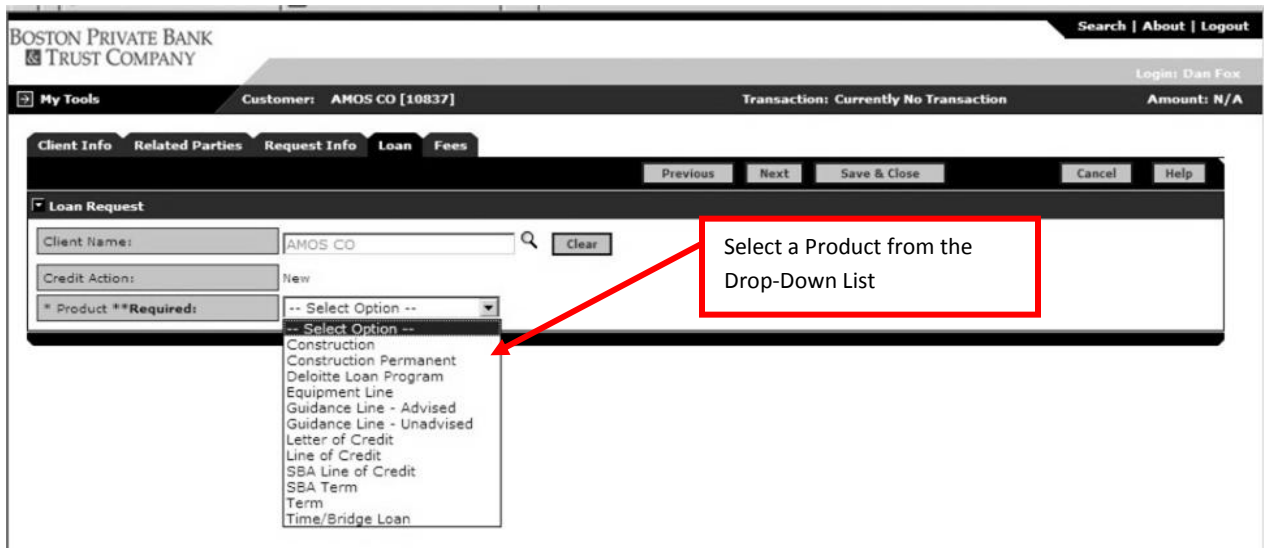 Search | About | Logout
BOSTON PRIVATE BANK
& TRUST COMPANY
Login: Dan Fox
My Tools Customer: AMOS CO [10837] Transaction: Currently No Transaction Amount: N/A
Client Info Related Parties Request Info Loan Fees
Previous Next Save & Close Cancel Help
Loan Request
Client Name: AMOS CO Clear
Credit Action: New
* Product **Required: -- Select Option --
-- Select Option --
Construction
Construction Permanent
Deloitte Loan Program
Equipment Line
Guidance Line - Advised
Guidance Line - Unadvised
Letter of Credit
Line of Credit
SBA Line of Credit
SBA Term
Term
Time/Bridge Loan
Select a Product from the
Drop-Down List